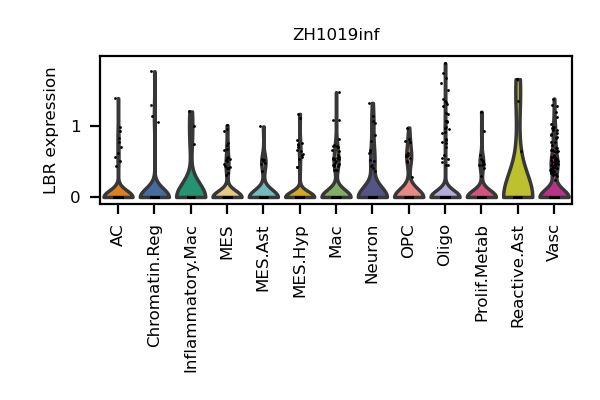 ZH1019inf
LBR expression
1
0
AC
Chromatin.Reg
Inflammatory.Mac
MES
MES.Ast
MES.Hyp
Mac
Neuron
OPC
Oligo
Prolif.Metab
Reactive.Ast
Vasc